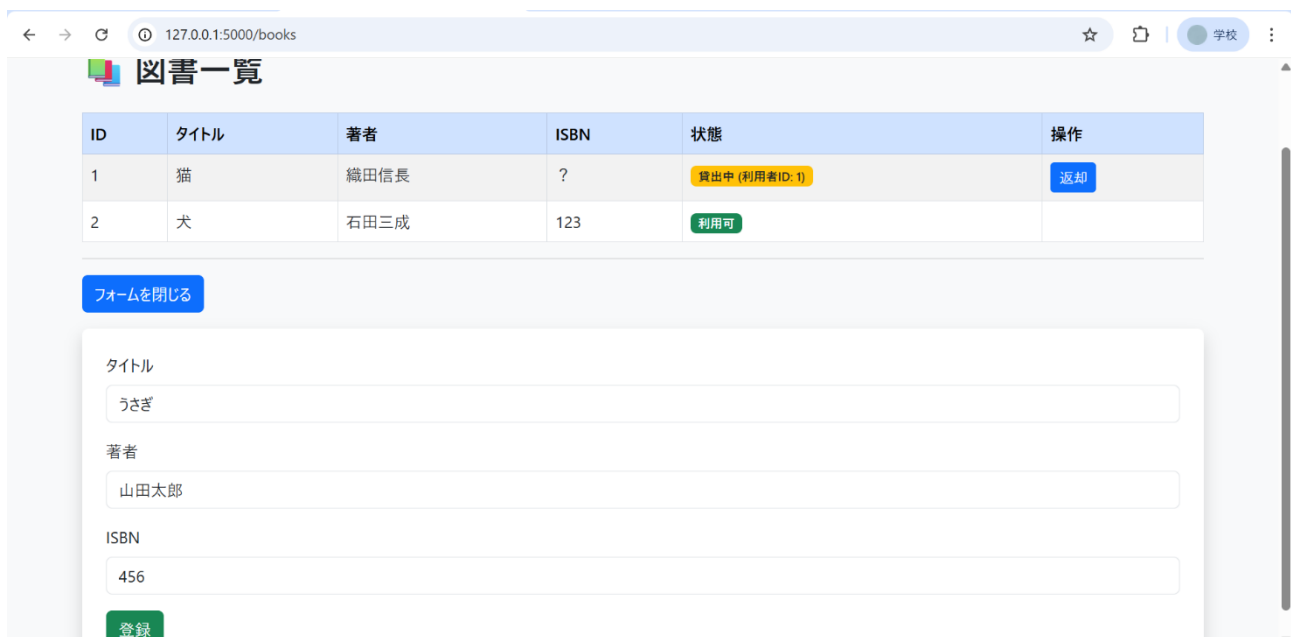 127.0.0.1:5000/books
学校
図書一覧
ID タイトル 著者 ISBN 状態 操作
1 猫 織田信長 ? 貸出中 (利用者ID: 1) 返却
2 犬 石田三成 123 利用可
フォームを閉じる
タイトル
うさぎ
著者
山田太郎
ISBN
456
登録